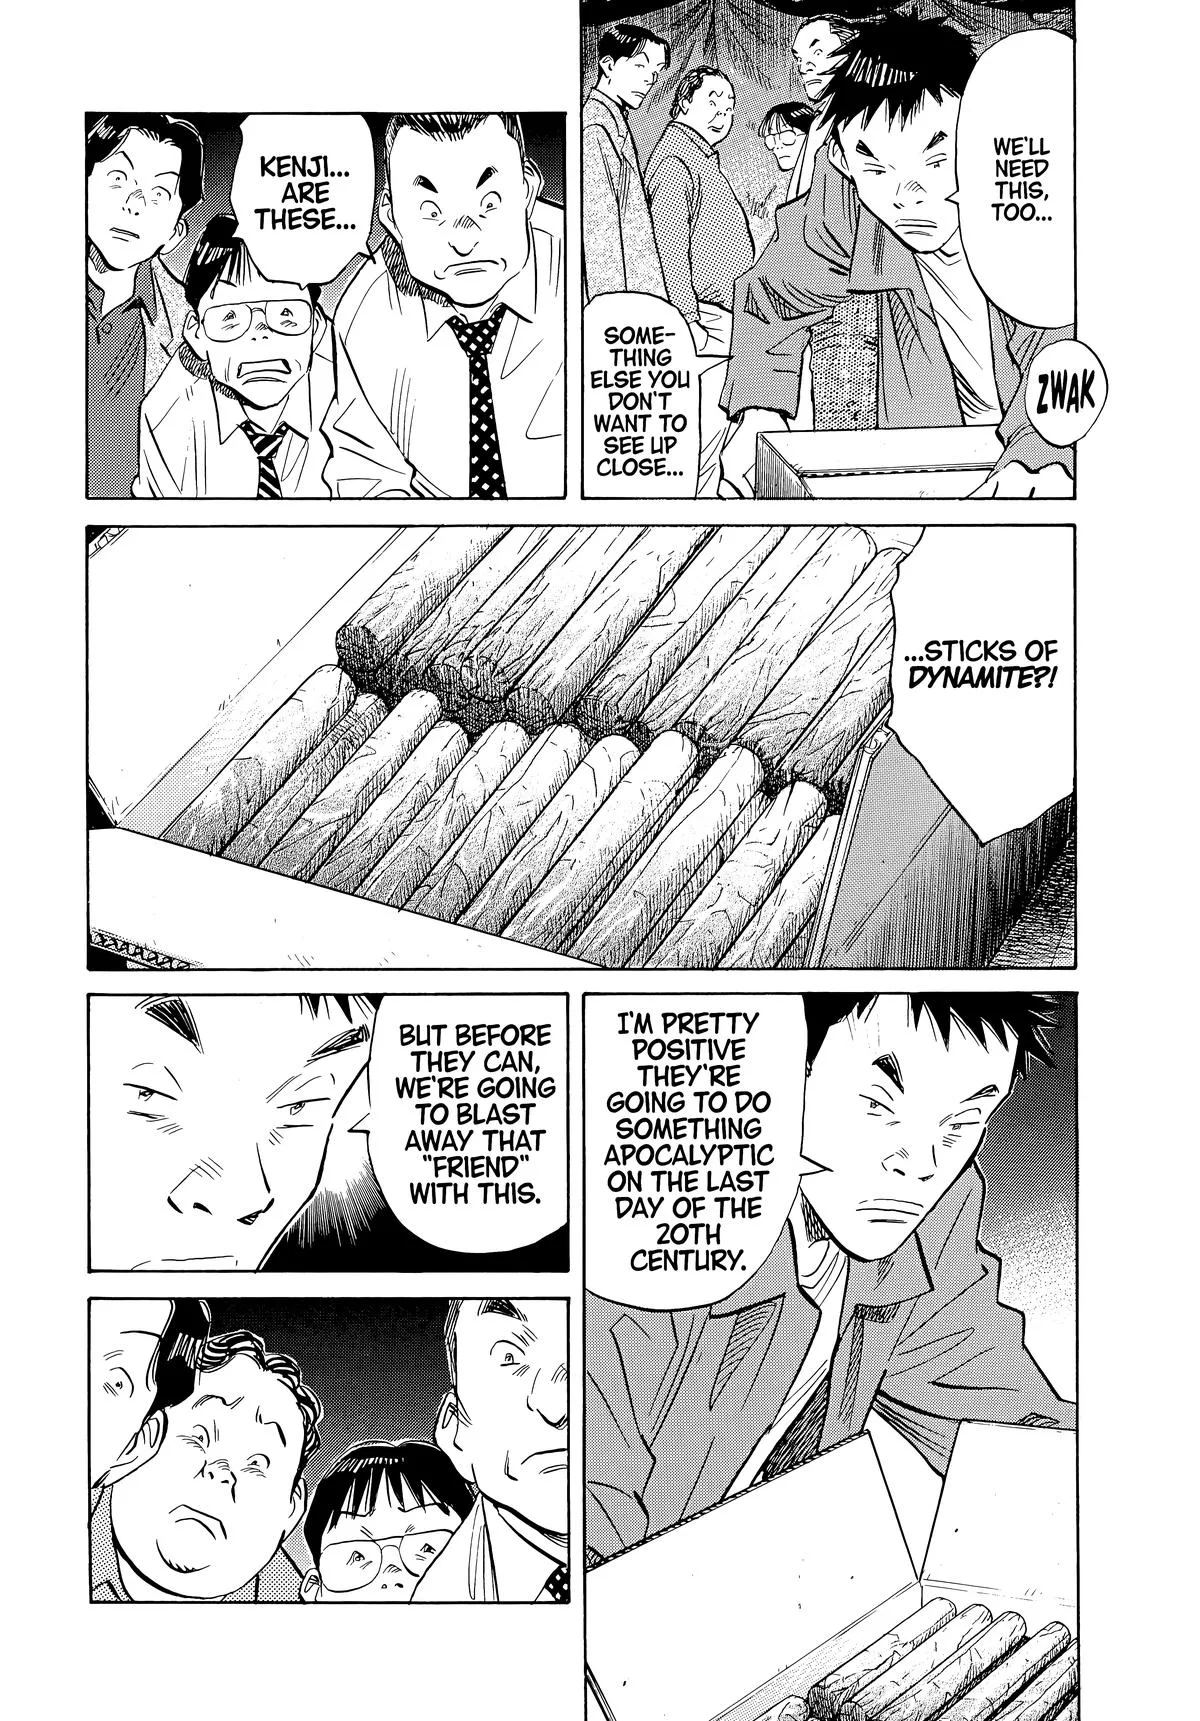 WE'LL
NEED
THIS,
TOO...
ZWAK
SOME-
THING
ELSE YOU
DON'T
WANT TO
SEE UP
CLOSE...
KENJI...
ARE
THESE...
...STICKS OF
DYNAMITE?!
I'M PRETTY
POSITIVE
THEY'RE
GOING TO DO
SOMETHING
APOCALYPTIC
ON THE LAST
DAY OF THE
20TH
CENTURY.
BUT BEFORE
THEY CAN,
WE'RE GOING
TO BLAST
AWAY THAT
"FRIEND"
WITH THIS.